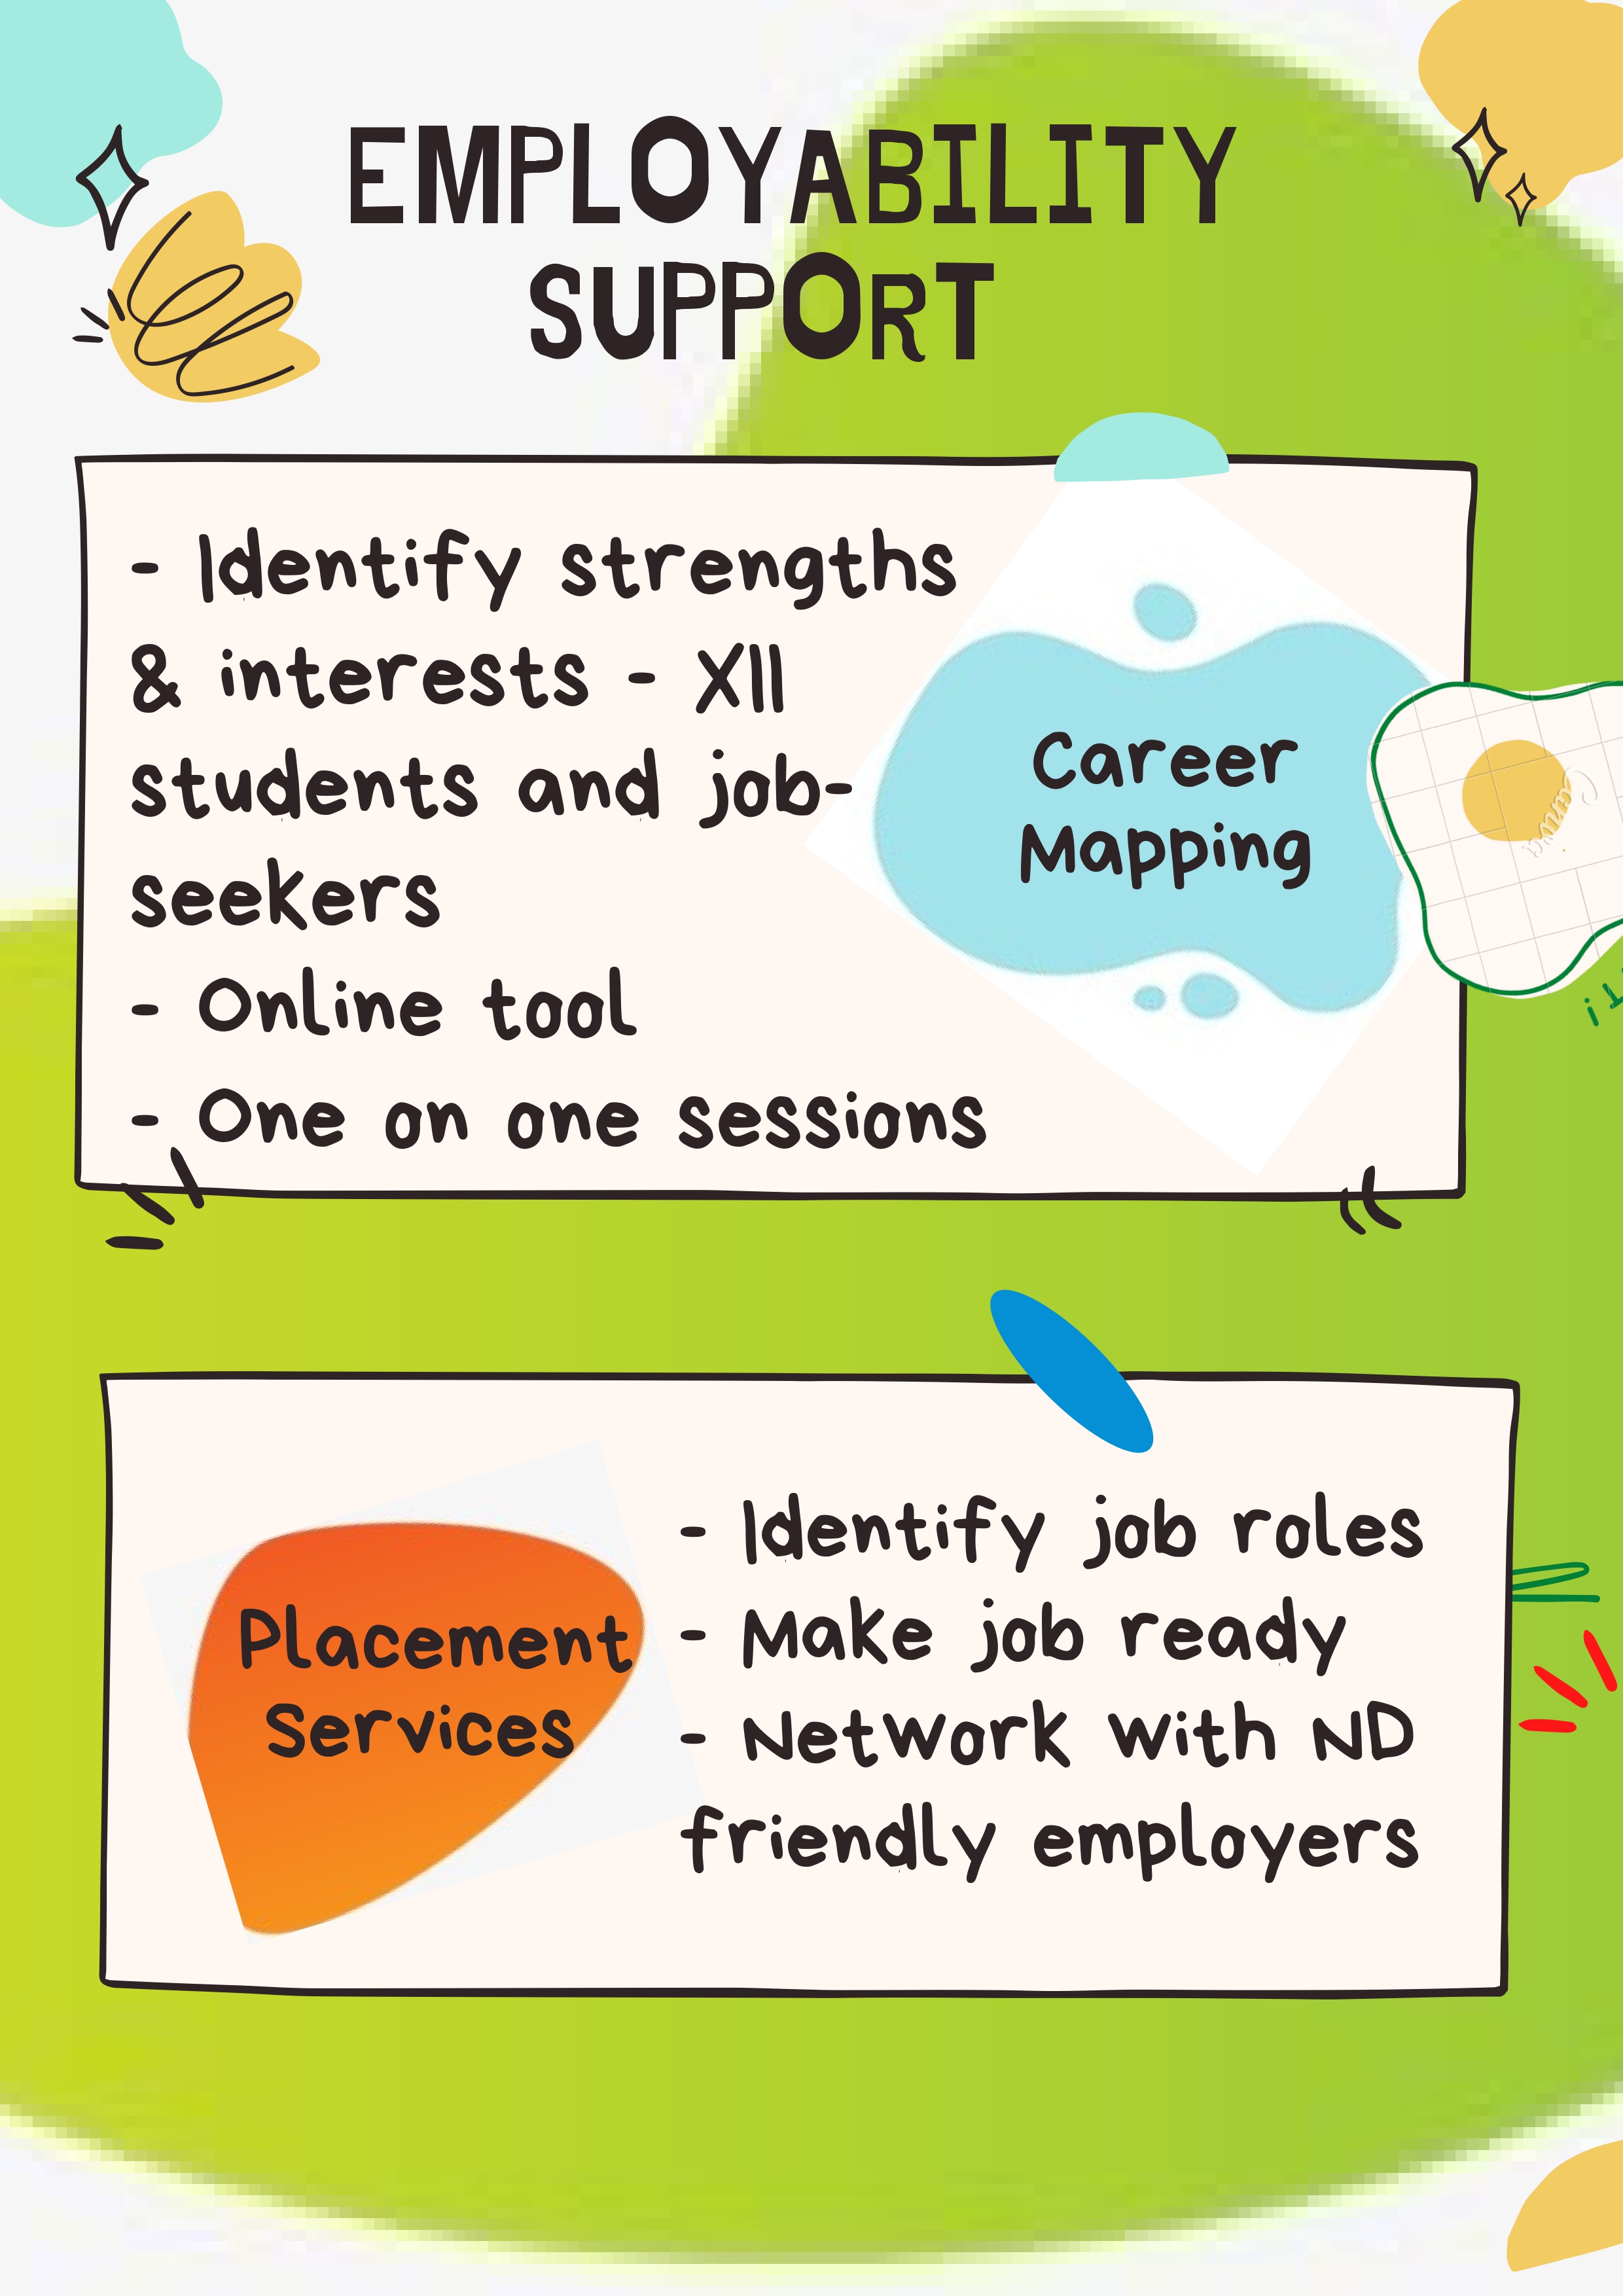 EMPLOYABILITY
SUPPORT
- Identify strengths
& interests - XII
students and job-
seekers
- Online tool
- One on one sessions
Career
Mapping
Canva
Placement
Services
- Identify job roles
- Make job ready
- Network with ND
friendly employers